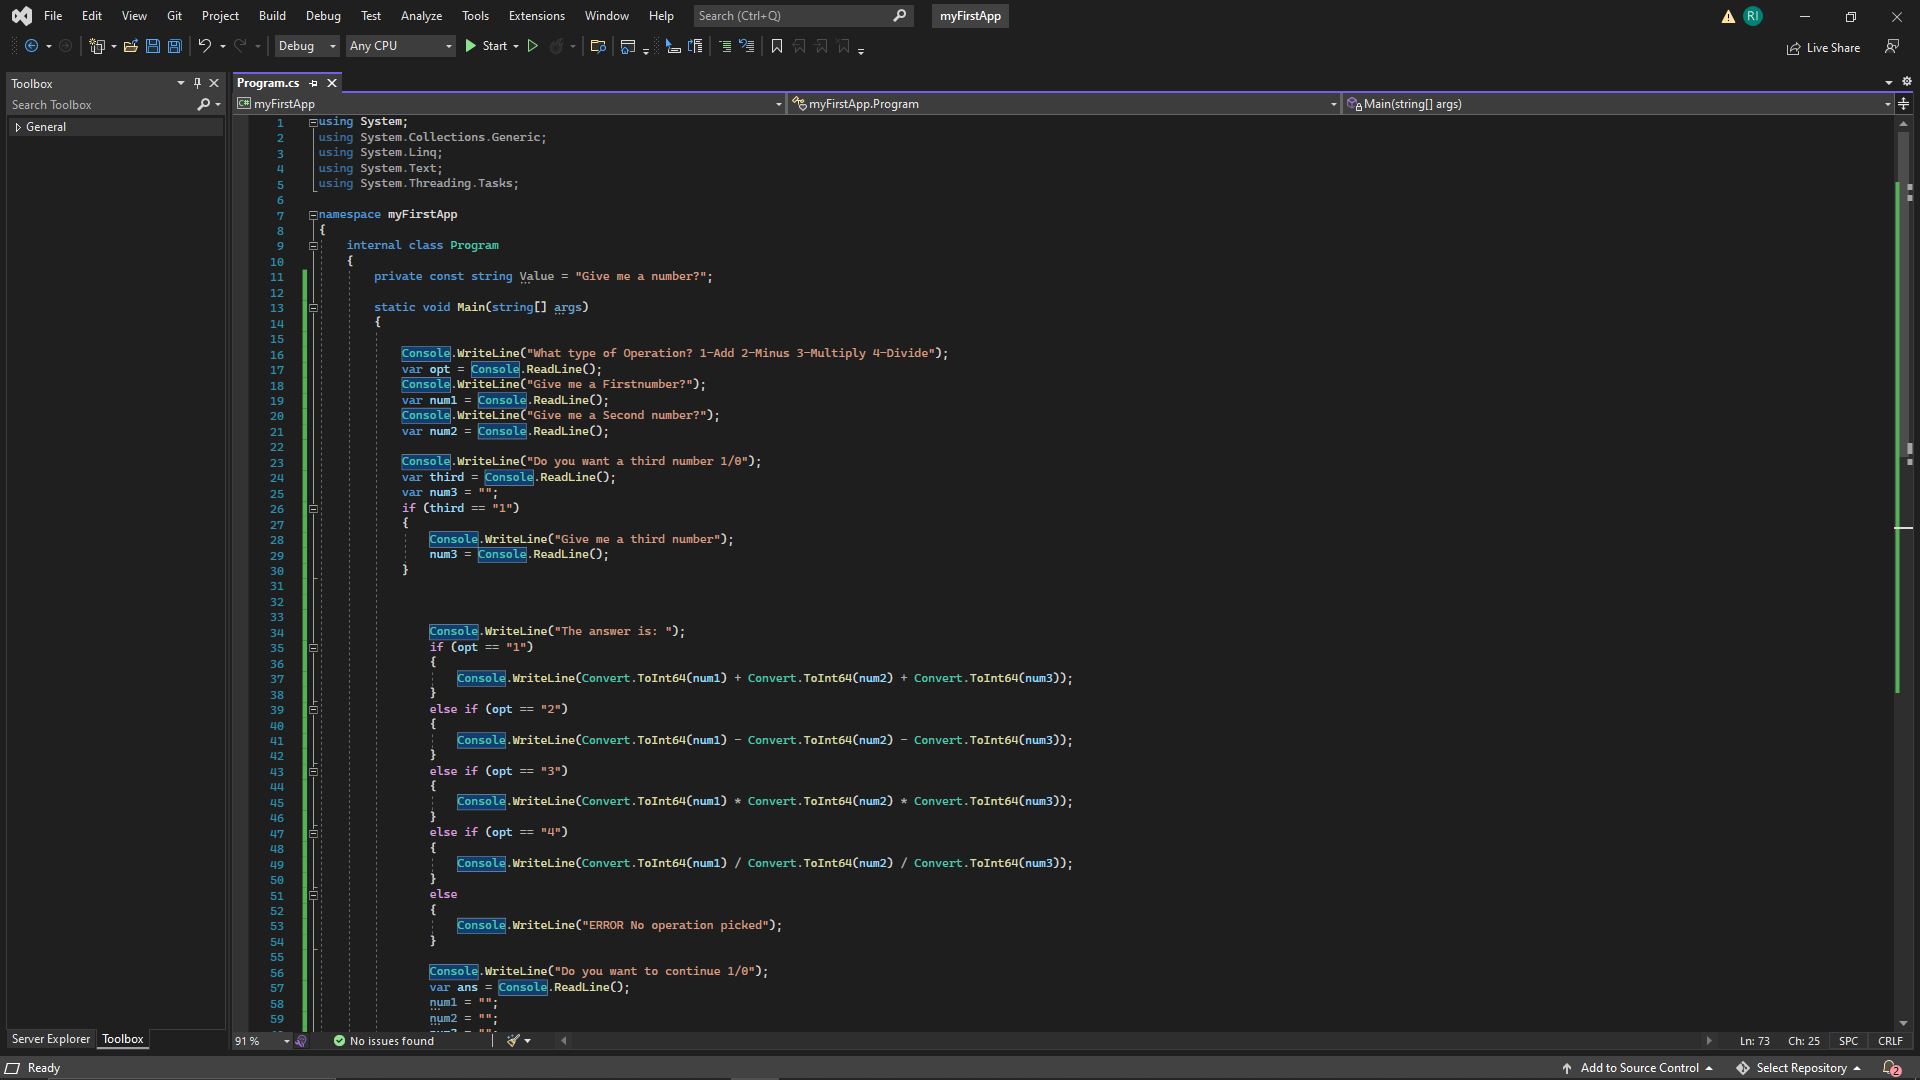 File Edit View Git Project Build Debug Test Analyze Tools Extensions Window Help Search (Ctrl+Q) myFirstApp RI
Debug Any CPU Start Live Share
Toolbox
Search Toolbox
General
Program.cs
C# myFirstApp myFirstApp.Program Main(string[] args)
1 using System;
2 using System.Collections.Generic;
3 using System.Linq;
4 using System.Text;
5 using System.Threading.Tasks;
6
7 namespace myFirstApp
8 {
9 internal class Program
10 {
11 private const string Value = "Give me a number?";
12
13 static void Main(string[] args)
14 {
15
16 Console.WriteLine("What type of Operation? 1-Add 2-Minus 3-Multiply 4-Divide");
17 var opt = Console.ReadLine();
18 Console.WriteLine("Give me a Firstnumber?");
19 var num1 = Console.ReadLine();
20 Console.WriteLine("Give me a Second number?");
21 var num2 = Console.ReadLine();
22
23 Console.WriteLine("Do you want a third number 1/0");
24 var third = Console.ReadLine();
25 var num3 = "";
26 if (third == "1")
27 {
28 Console.WriteLine("Give me a third number");
29 num3 = Console.ReadLine();
30 }
31
32
33
34 Console.WriteLine("The answer is: ");
35 if (opt == "1")
36 {
37 Console.WriteLine(Convert.ToInt64(num1) + Convert.ToInt64(num2) + Convert.ToInt64(num3));
38 }
39 else if (opt == "2")
40 {
41 Console.WriteLine(Convert.ToInt64(num1) - Convert.ToInt64(num2) - Convert.ToInt64(num3));
42 }
43 else if (opt == "3")
44 {
45 Console.WriteLine(Convert.ToInt64(num1) * Convert.ToInt64(num2) * Convert.ToInt64(num3));
46 }
47 else if (opt == "4")
48 {
49 Console.WriteLine(Convert.ToInt64(num1) / Convert.ToInt64(num2) / Convert.ToInt64(num3));
50 }
51 else
52 {
53 Console.WriteLine("ERROR No operation picked");
54 }
55
56 Console.WriteLine("Do you want to continue 1/0");
57 var ans = Console.ReadLine();
58 num1 = "";
59 num2 = "";
Server Explorer Toolbox
91 % No issues found Ln: 73 Ch: 25 SPC CRLF
Ready Add to Source Control Select Repository 2